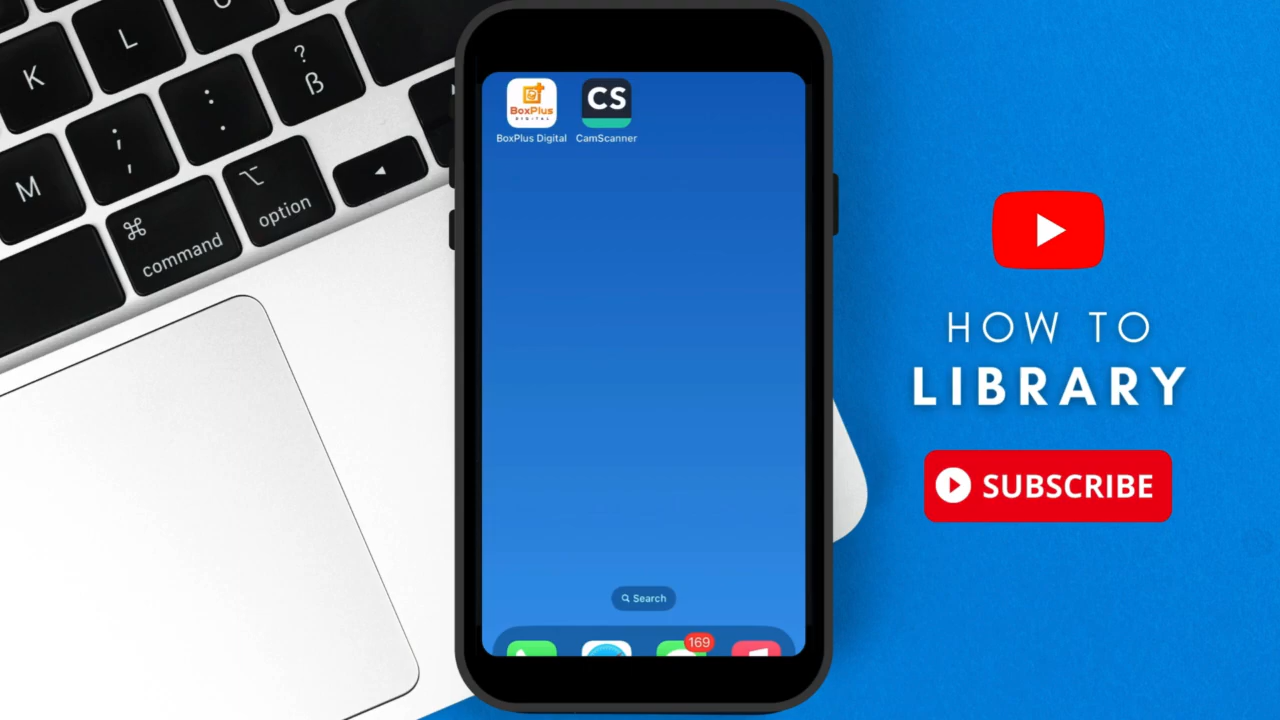 L
K
?
ß
:
.
;
,
M
⌘
command
⌥
option
◄
BoxPlus
DIGITAL
CS
BoxPlus Digital
CamScanner
Search
169
HOW TO
LIBRARY
SUBSCRIBE